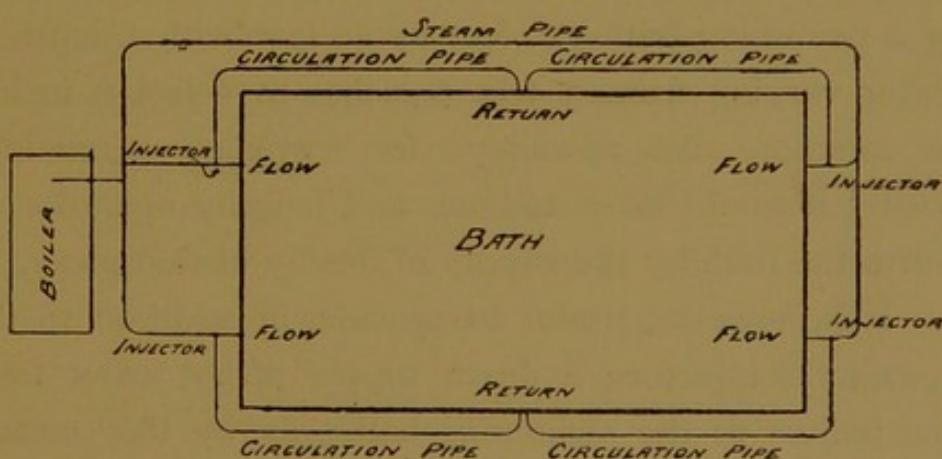 STEAM PIPE
CIRCULATION PIPE
CIRCULATION PIPE
RETURN
INJECTOR
FLOW
FLOW
INJECTOR
BOILER
BATH
INJECTOR
FLOW
FLOW
INJECTOR
RETURN
CIRCULATION PIPE
CIRCULATION PIPE